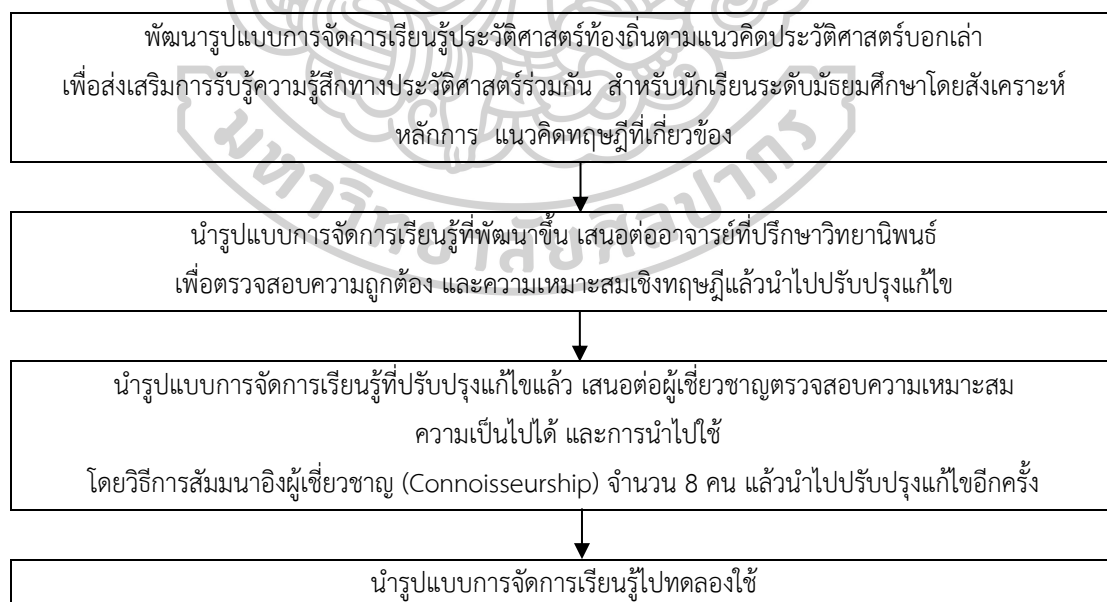 พัฒนารูปแบบการจัดการเรียนรู้ประวัติศาสตร์ท้องถิ่นตามแนวคิดประวัติศาสตร์บอกเล่า
เพื่อส่งเสริมการรับรู้ความรู้สึกทางประวัติศาสตร์ร่วมกัน สำหรับนักเรียนระดับมัธยมศึกษาโดยสังเคราะห์
หลักการ แนวคิดทฤษฎีที่เกี่ยวข้อง
มหาวิทยาลัยศิลปากร
นำรูปแบบการจัดการเรียนรู้ที่พัฒนาขึ้น เสนอต่ออาจารย์ที่ปรึกษาวิทยานิพนธ์
เพื่อตรวจสอบความถูกต้อง และความเหมาะสมเชิงทฤษฎีแล้วนำไปปรับปรุงแก้ไข
นำรูปแบบการจัดการเรียนรู้ที่ปรับปรุงแก้ไขแล้ว เสนอต่อผู้เชี่ยวชาญตรวจสอบความเหมาะสม
ความเป็นไปได้ และการนำไปใช้
โดยวิธีการสัมมนาอิงผู้เชี่ยวชาญ (Connoisseurship) จำนวน 8 คน แล้วนำไปปรับปรุงแก้ไขอีกครั้ง
นำรูปแบบการจัดการเรียนรู้ไปทดลองใช้